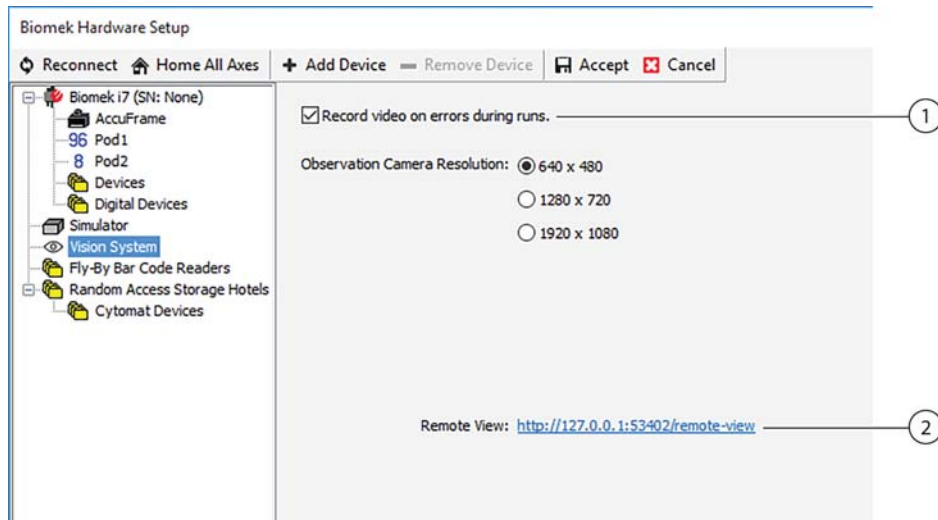 Biomek Hardware Setup
Reconnect Home All Axes Add Device Remove Device Accept Cancel
Biomek i7 (SN: None)
AccuFrame
96 Pod1
8 Pod2
Devices
Digital Devices
Simulator
Vision System
Fly-By Bar Code Readers
Random Access Storage Hotels
Cytomat Devices
Record video on errors during runs.
1
Observation Camera Resolution: 640 x 480
1280 x 720
1920 x 1080
Remote View: http://127.0.0.1:53402/remote-view
2